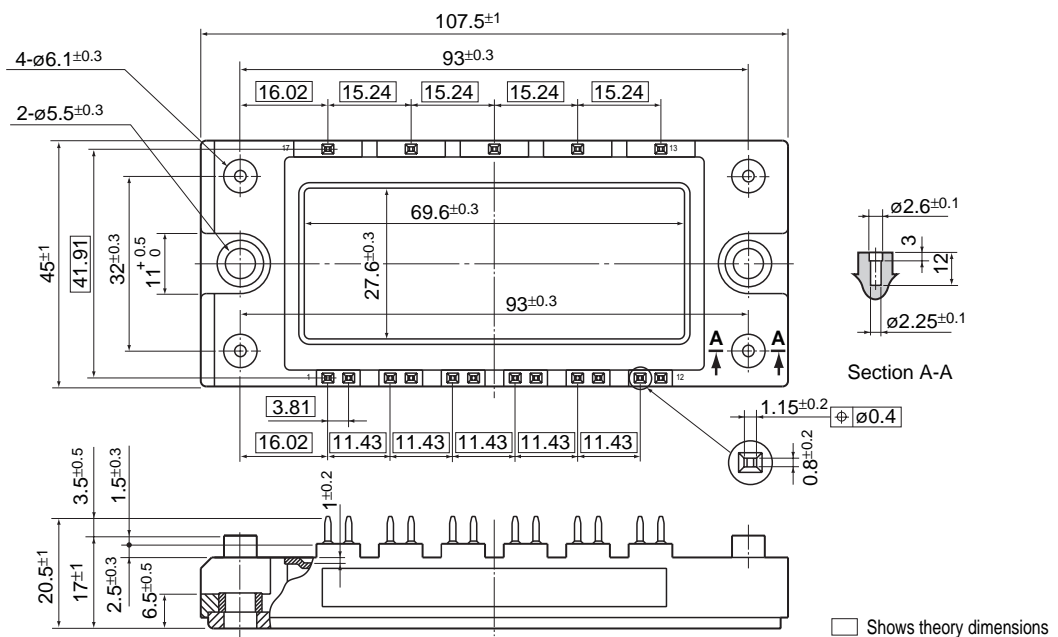 107.5±1
4-ø6.1±0.3
93±0.3
16.02 15.24 15.24 15.24 15.24
2-ø5.5±0.3
17 13
69.6±0.3
27.6±0.3
45±1
41.91
32±0.3
11 +0.5 0
93±0.3
A A
1 12
3.81
16.02 11.43 11.43 11.43 11.43 11.43
ø2.6±0.1
3
12
ø2.25±0.1
Section A-A
1.15±0.2
⌖ ø0.4
0.8±0.2
3.5±0.5
1.5±0.3
1±0.2
20.5±1
17±1
2.5±0.3
6.5±0.5
Shows theory dimensions